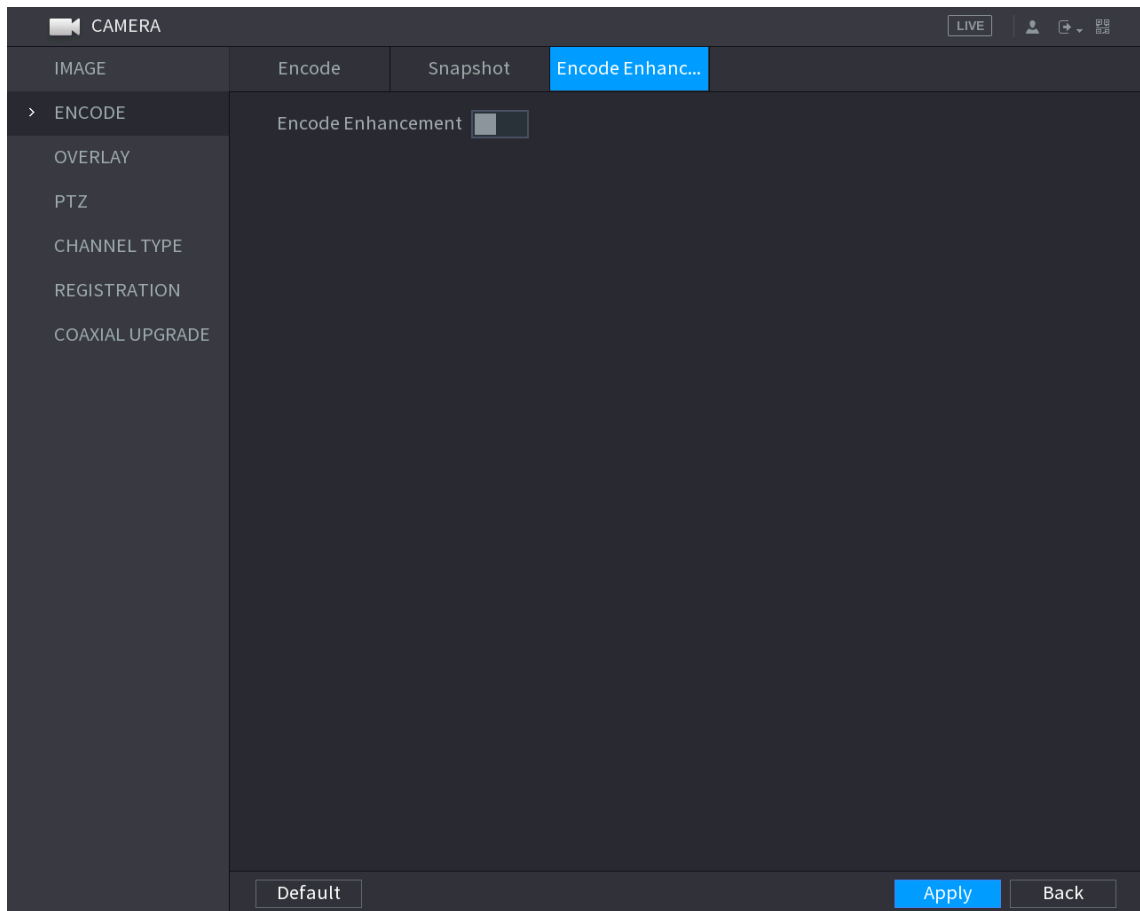 CAMERA
LIVE
IMAGE
ENCODE
OVERLAY
PTZ
CHANNEL TYPE
REGISTRATION
COAXIAL UPGRADE
Encode
Snapshot
Encode Enhanc...
Encode Enhancement
Default
Apply
Back